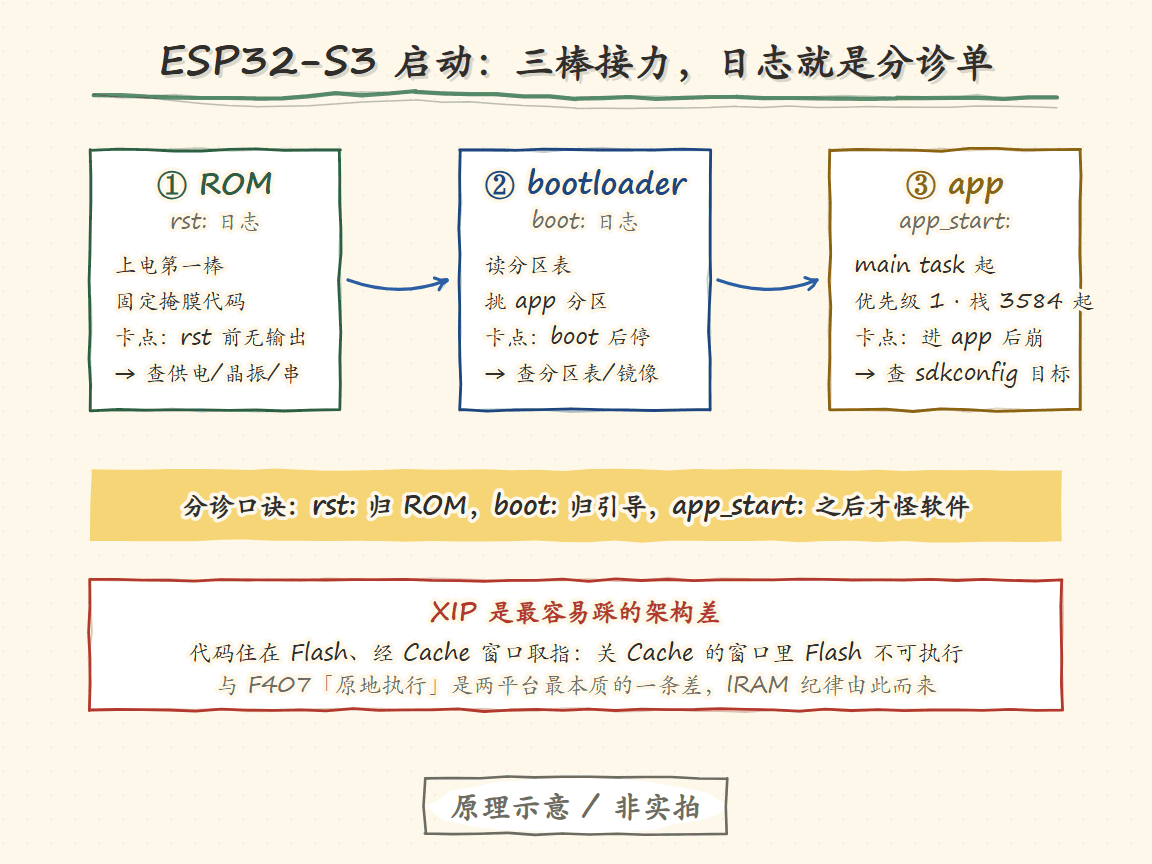 ESP32-S3 启动：三棒接力，日志就是分诊单
① ROM
rst: 日志
上电第一棒
固定掩膜代码
卡点：rst 前无输出
→ 查供电/晶振/串
② bootloader
boot: 日志
读分区表
挑 app 分区
卡点：boot 后停
→ 查分区表/镜像
③ app
app_start:
main task 起
优先级 1 · 栈 3584 起
卡点：进 app 后崩
→ 查 sdkconfig 目标
分诊口诀：rst: 归 ROM，boot: 归引导，app_start: 之后才怪软件
XIP 是最容易踩的架构差
代码住在 Flash、经 Cache 窗口取指：关 Cache 的窗口里 Flash 不可执行
与 F407「原地执行」是两平台最本质的一条差，IRAM 纪律由此而来
原理示意 / 非实拍